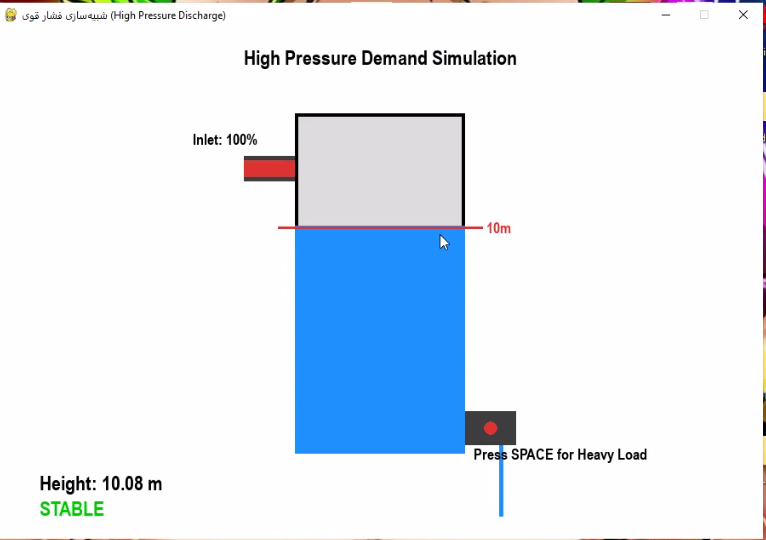 شبیه‌سازی فشار قوی (High Pressure Discharge)
High Pressure Demand Simulation
Inlet: 100%
10m
Press SPACE for Heavy Load
Height: 10.08 m
STABLE